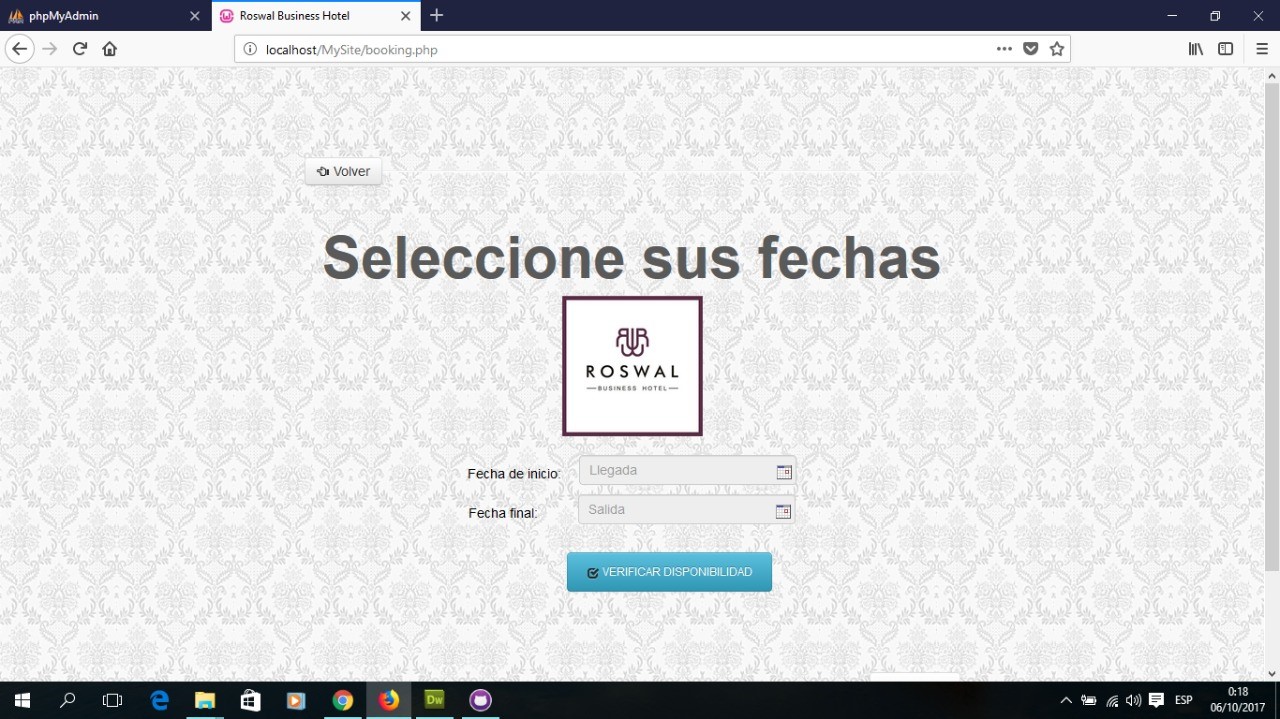 phpMyAdmin
Roswal Business Hotel
localhost/MySite/booking.php
Volver
Seleccione sus fechas
ROSWAL
BUSINESS HOTEL
Fecha de inicio:
Llegada
Fecha final:
Salida
VERIFICAR DISPONIBILIDAD
Dw
ESP
0:18
06/10/2017